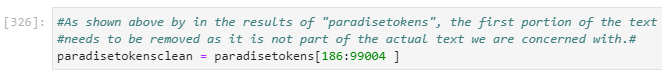 [326]: #As shown above by in the results of "paradisetokens", the first portion of the text
#needs to be removed as it is not part of the actual text we are concerned with.#
paradisetokensclean = paradisetokens[186:99004 ]